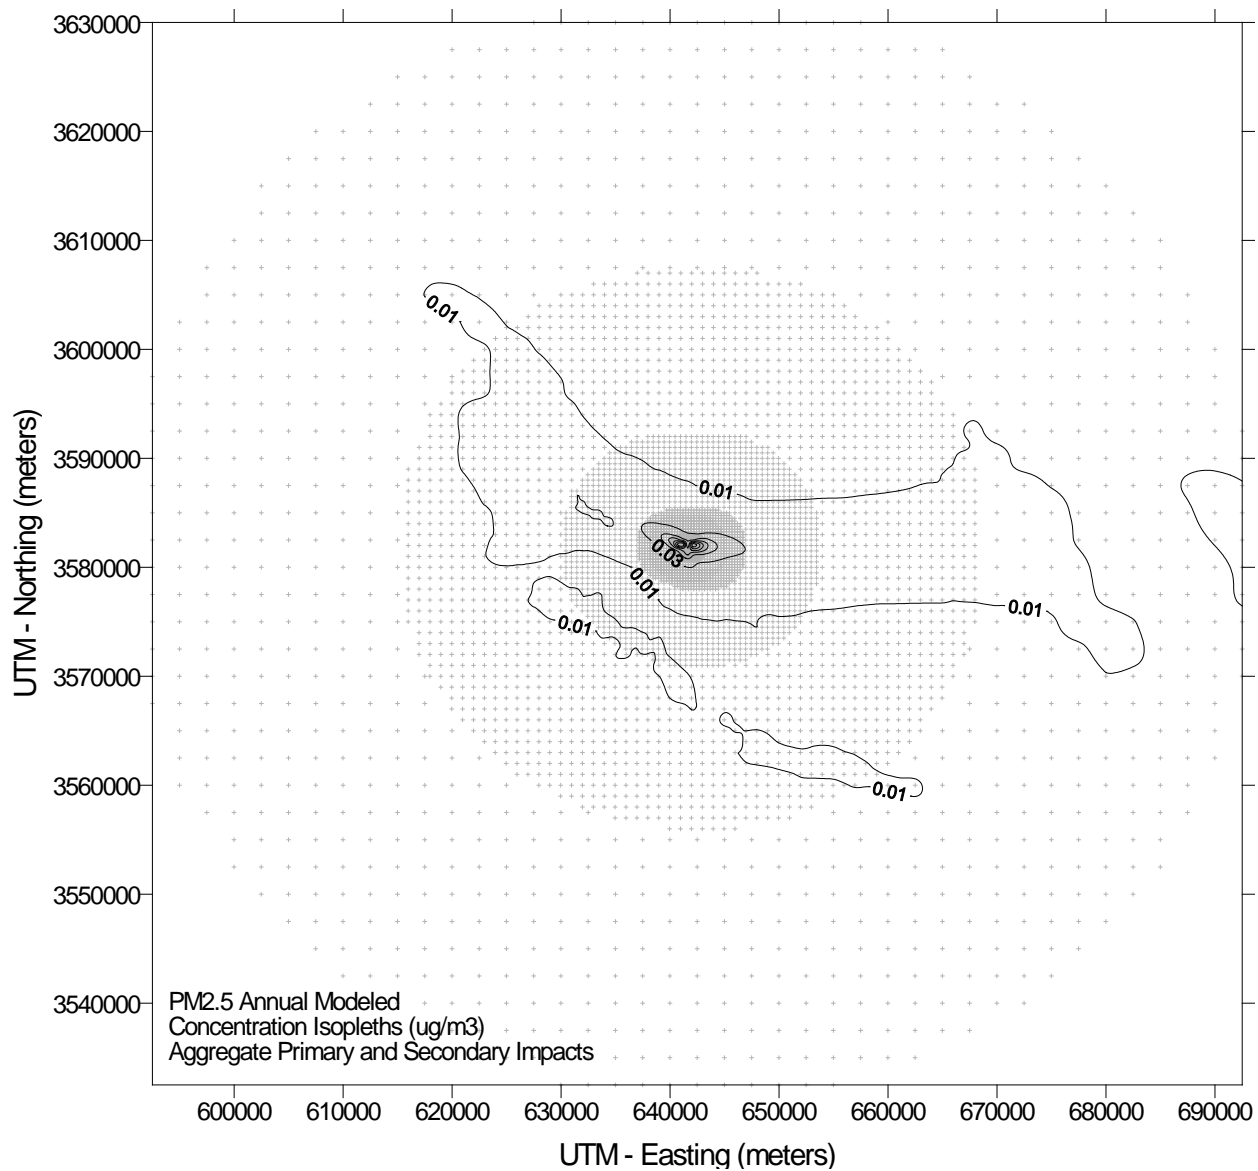 3630000
3620000
3610000
3600000
3590000
3580000
3570000
3560000
3550000
3540000
UTM - Northing (meters)
0.01
0.01
0.03
0.01
0.01
0.01
0.01
PM2.5 Annual Modeled
Concentration Isopleths (ug/m3)
Aggregate Primary and Secondary Impacts
600000 610000 620000 630000 640000 650000 660000 670000 680000 690000
UTM - Easting (meters)